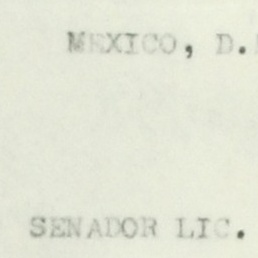 MEXICO, D.
SENADOR LIC.